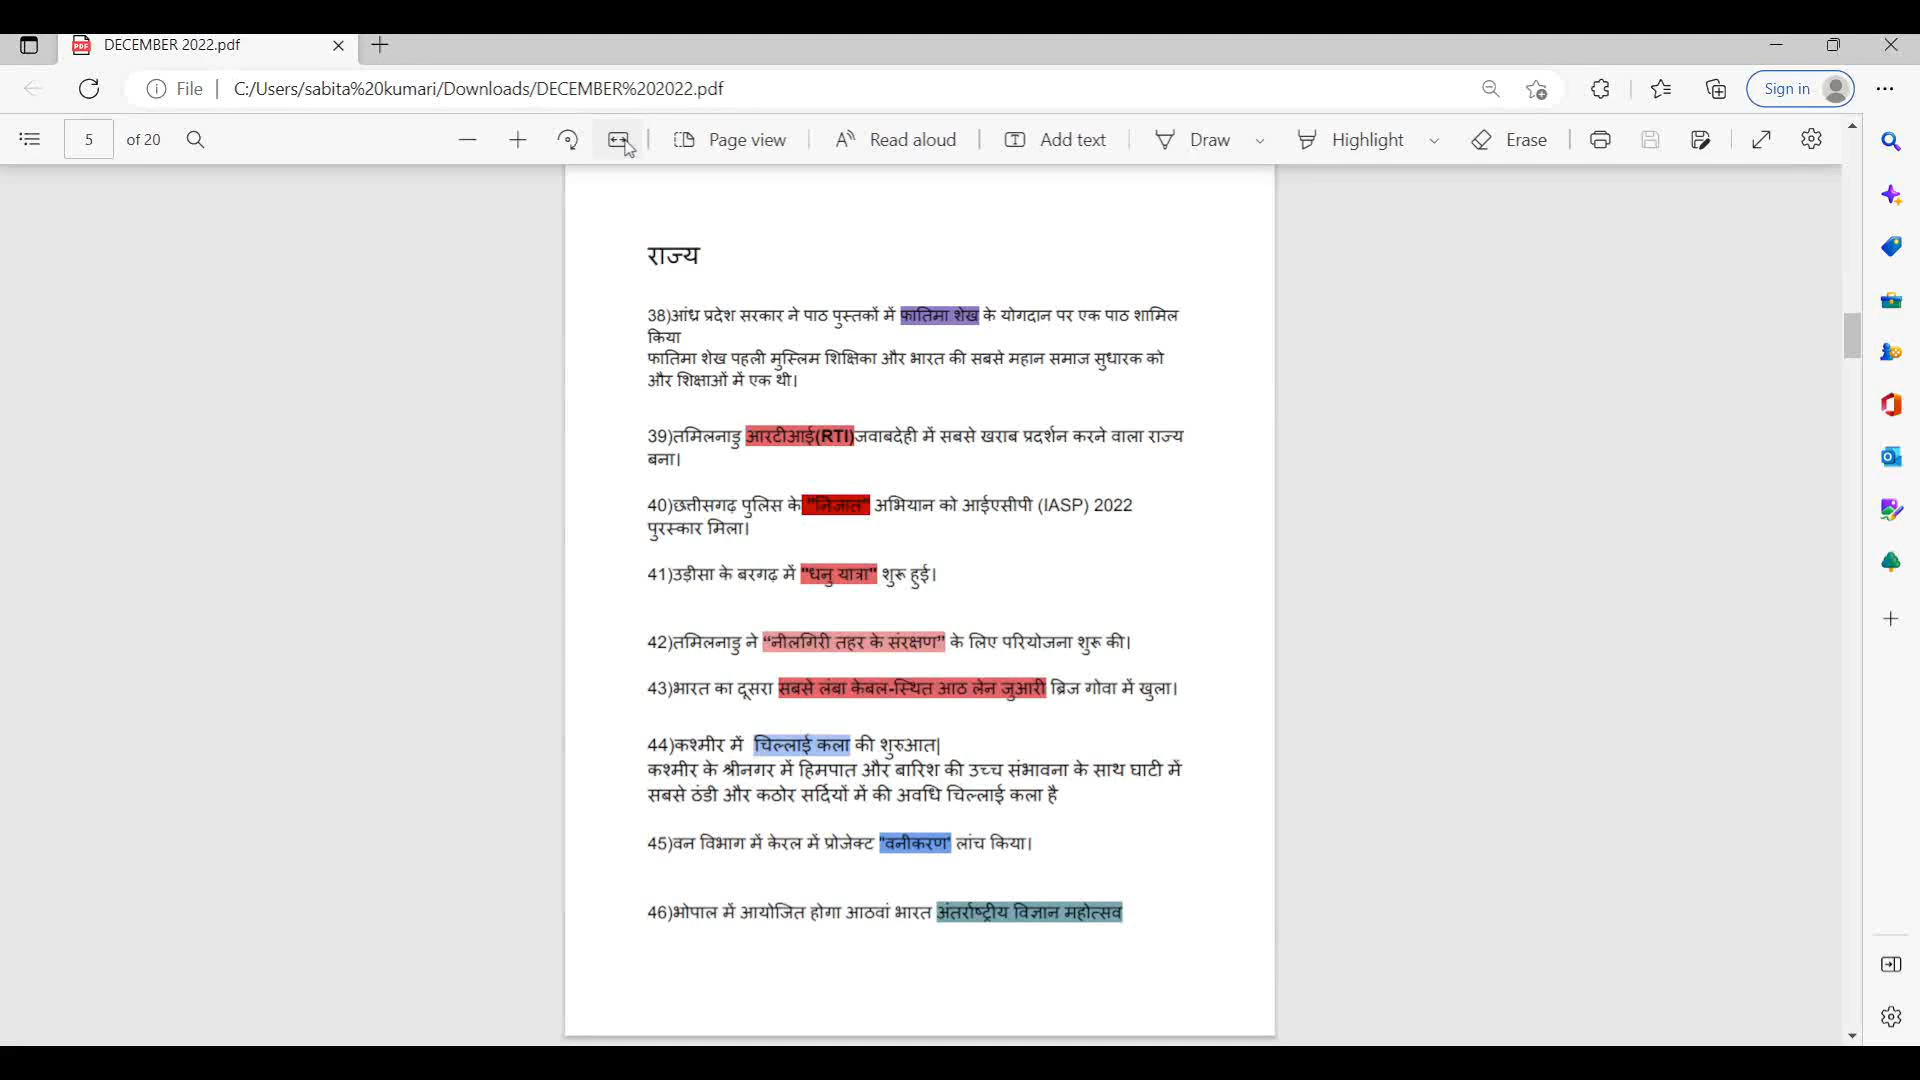 DECEMBER 2022.pdf
File
C:/Users/sabita%20kumari/Downloads/DECEMBER%202022.pdf
Sign in
5 of 20
Page view
Read aloud
Add text
Draw
Highlight
Erase
राज्य
38)आंध्र प्रदेश सरकार ने पाठ पुस्तकों में फातिमा शेख के योगदान पर एक पाठ शामिल
किया
फातिमा शेख पहली मुस्लिम शिक्षिका और भारत की सबसे महान समाज सुधारक को
और शिक्षाओं में एक थी।
39)तमिलनाडु आरटीआई(RTI)जवाबदेही में सबसे खराब प्रदर्शन करने वाला राज्य
बना।
40)छत्तीसगढ़ पुलिस के "निजात" अभियान को आईएसीपी (IASP) 2022
पुरस्कार मिला।
41)उड़ीसा के बरगढ़ में "धनु यात्रा" शुरू हुई।
42)तमिलनाडु ने “नीलगिरी तहर के संरक्षण” के लिए परियोजना शुरू की।
43)भारत का दूसरा सबसे लंबा केबल-स्थित आठ लेन जुआरी ब्रिज गोवा में खुला।
44)कश्मीर में चिल्लाई कला की शुरुआत|
कश्मीर के श्रीनगर में हिमपात और बारिश की उच्च संभावना के साथ घाटी में
सबसे ठंडी और कठोर सर्दियों में की अवधि चिल्लाई कला है
45)वन विभाग में केरल में प्रोजेक्ट "वनीकरण' लांच किया।
46)भोपाल में आयोजित होगा आठवां भारत अंतर्राष्ट्रीय विज्ञान महोत्सव